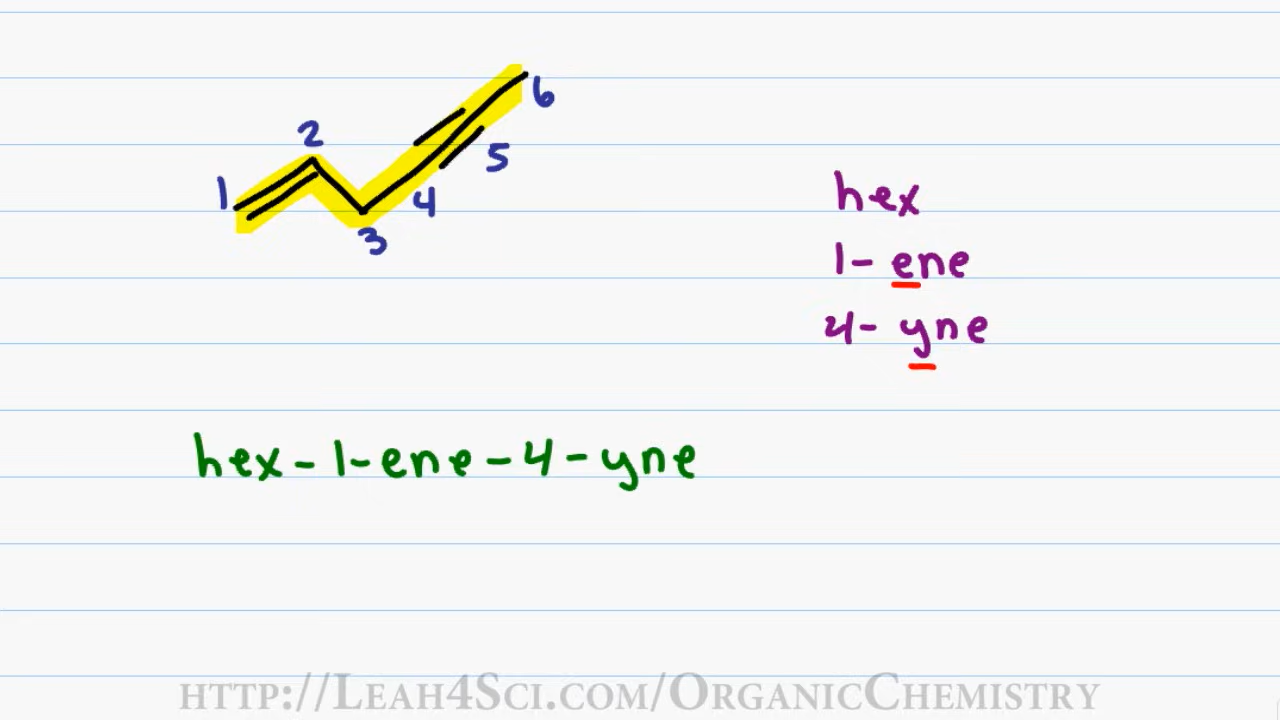 1
2
3
4
5
6
hex
1- ene
4- yne
hex-1-ene-4-yne
http://Leah4Sci.com/OrganicChemistry